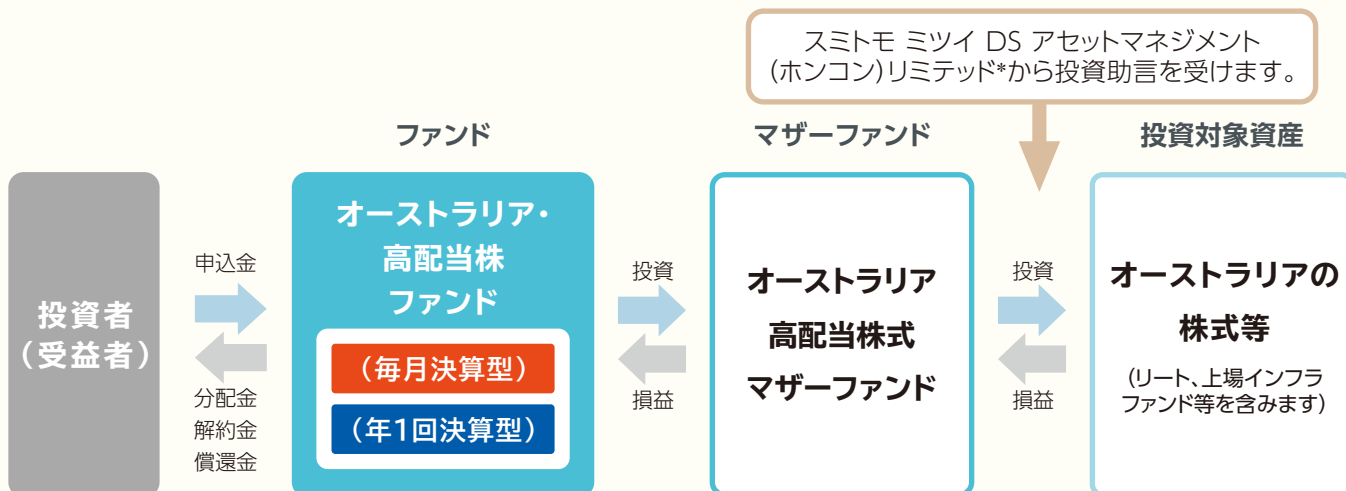 スミトモ ミツイ DS アセットマネジメント
(ホンコン)リミテッド*から投資助言を受けます。
ファンド
マザーファンド
投資対象資産
投資者
(受益者)
申込金
分配金
解約金
償還金
オーストラリア・
高配当株
ファンド
(毎月決算型)
(年1回決算型)
投資
損益
オーストラリア
高配当株式
マザーファンド
投資
損益
オーストラリアの
株式等
(リート、上場インフラ
ファンド等を含みます)